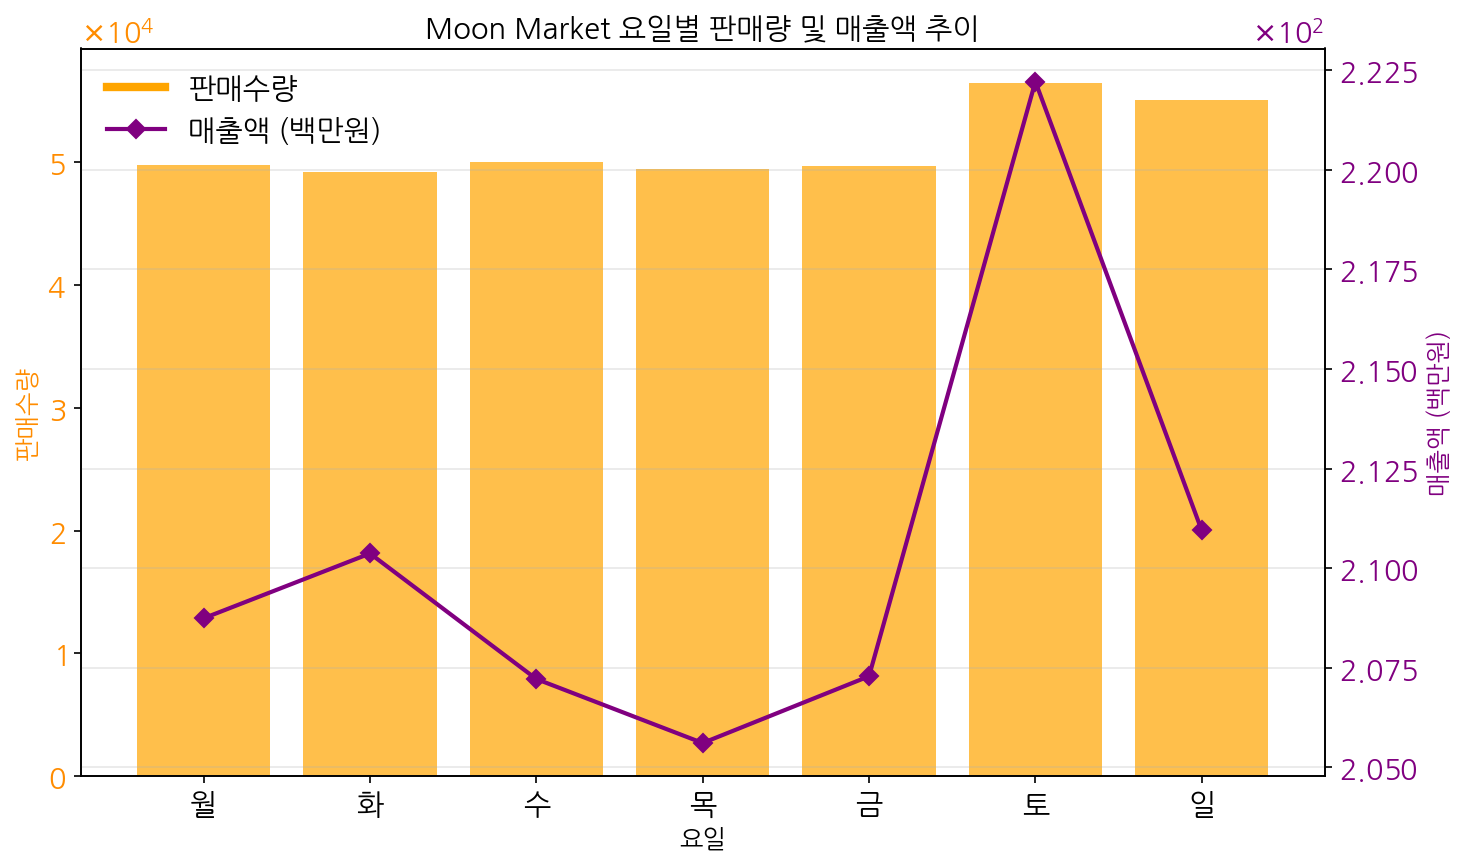 Moon Market 요일별 판매량 및 매출액 추이
×10⁴
×10²
판매수량
매출액 (백만원)
5
4
3
2
1
0
판매수량
2.225
2.200
2.175
2.150
2.125
2.100
2.075
2.050
매출액 (백만원)
월 화 수 목 금 토 일
요일